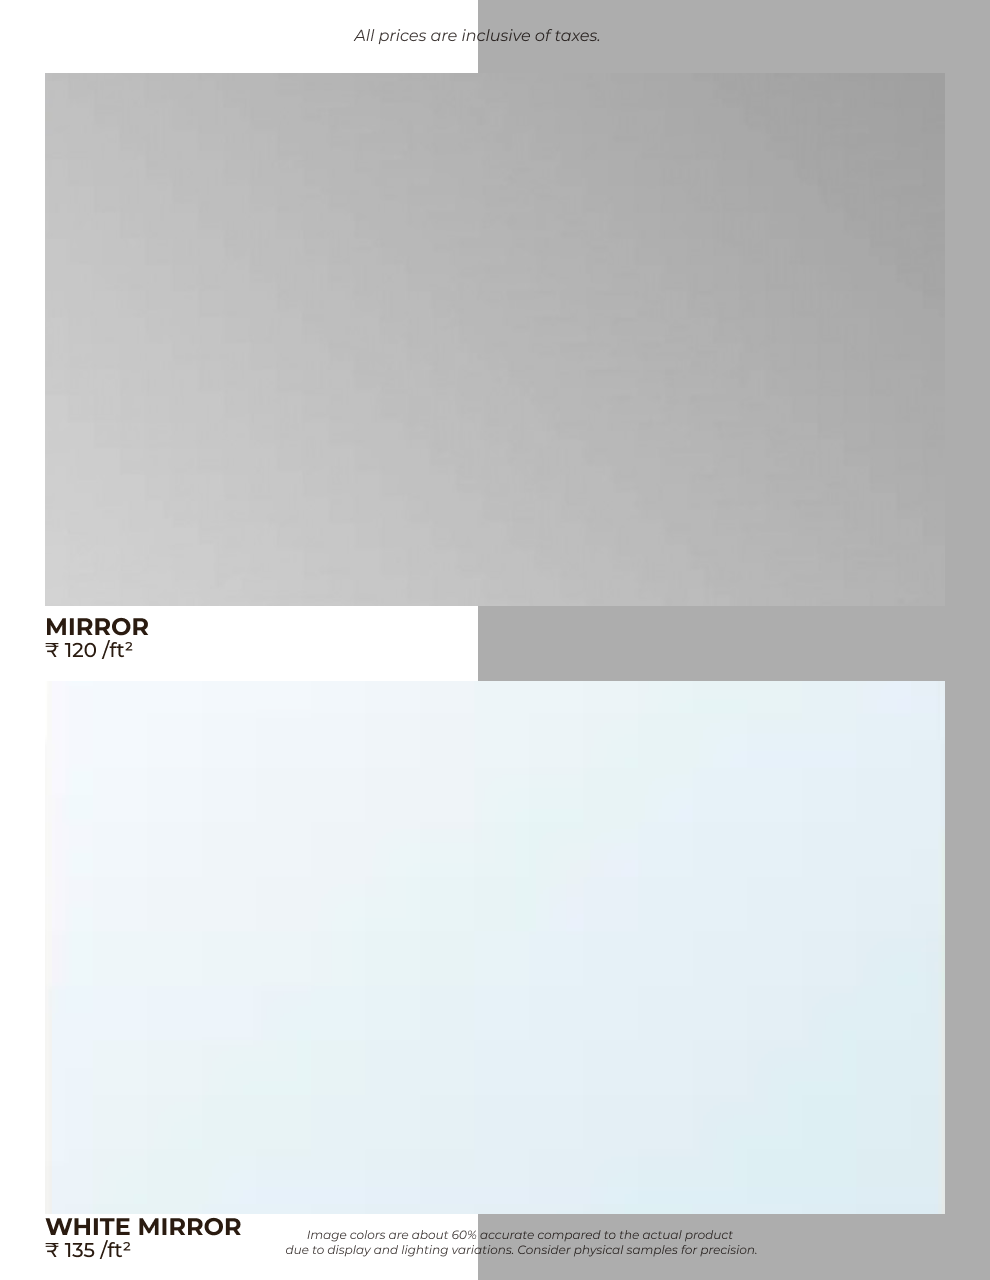 All prices are inclusive of taxes.
MIRROR
₹ 120 /ft²
WHITE MIRROR
₹ 135 /ft²
Image colors are about 60% accurate compared to the actual product
due to display and lighting variations. Consider physical samples for precision.